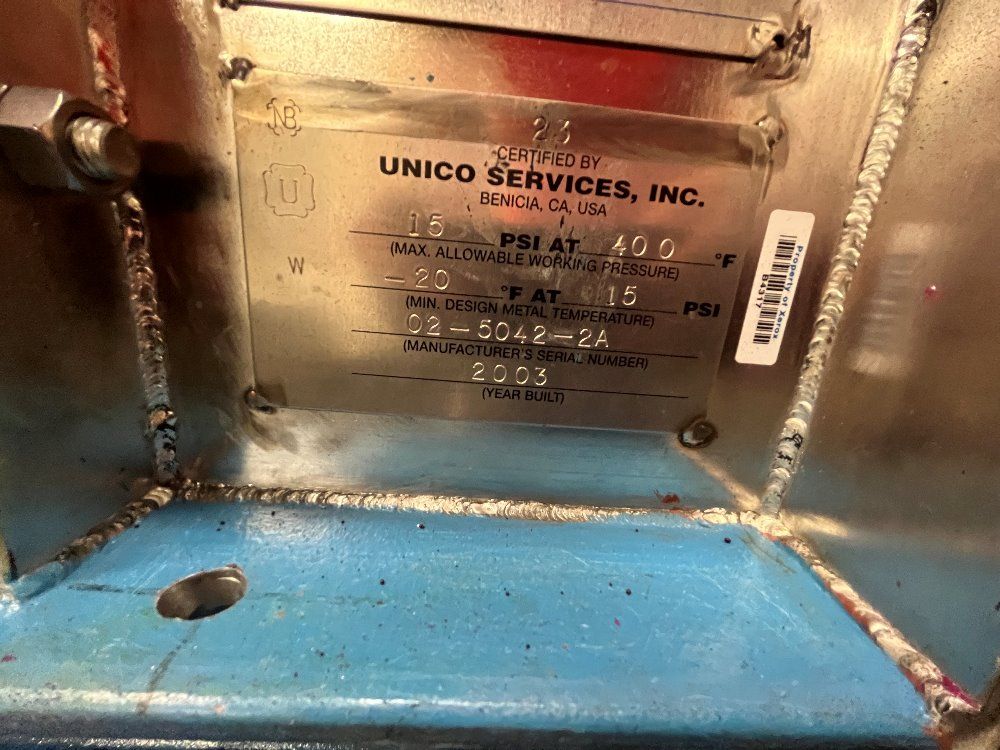 NB
23
CERTIFIED BY
UNICO SERVICES, INC.
BENICIA, CA, USA
U
15 PSI AT 400 °F
(MAX. ALLOWABLE WORKING PRESSURE)
W
-20 °F AT 15 PSI
(MIN. DESIGN METAL TEMPERATURE)
02-5042-2A
(MANUFACTURER'S SERIAL NUMBER)
2003
(YEAR BUILT)
Property of Xerox
B4317